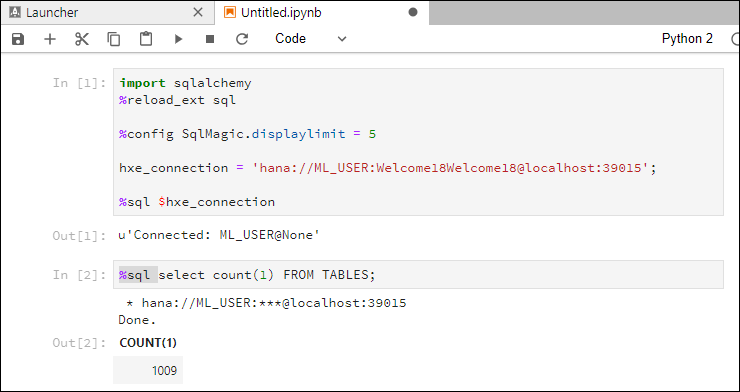 Launcher
Untitled.ipynb
Code
Python 2
In [1]:
import sqlalchemy
%reload_ext sql
%config SqlMagic.displaylimit = 5
hxe_connection = 'hana://ML_USER:Welcome18Welcome18@localhost:39015';
%sql $hxe_connection
Out[1]: u'Connected: ML_USER@None'
In [2]: %sql select count(1) FROM TABLES;
* hana://ML_USER:***@localhost:39015
Done.
Out[2]: COUNT(1)
1009